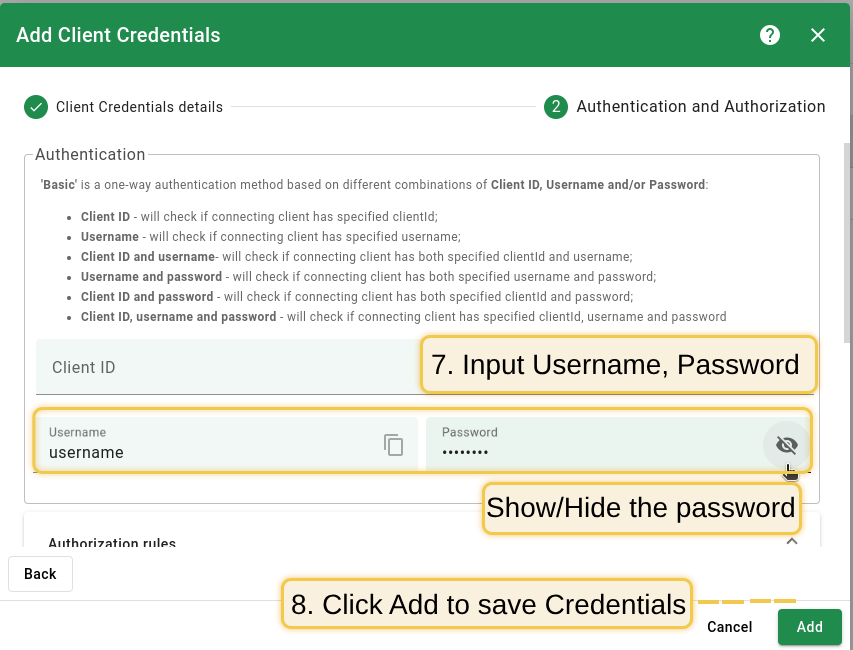 Add Client Credentials
?
Client Credentials details
2 Authentication and Authorization
Authentication
'Basic' is a one-way authentication method based on different combinations of Client ID, Username and/or Password:
• Client ID - will check if connecting client has specified clientId;
• Username - will check if connecting client has specified username;
• Client ID and username- will check if connecting client has both specified clientId and username;
• Username and password - will check if connecting client has both specified username and password;
• Client ID and password - will check if connecting client has both specified clientId and password;
• Client ID, username and password - will check if connecting client has specified clientId, username and password
Client ID
7. Input Username, Password
Username
username
Password
••••••••
Show/Hide the password
Authorization rules
Back
8. Click Add to save Credentials
Cancel
Add